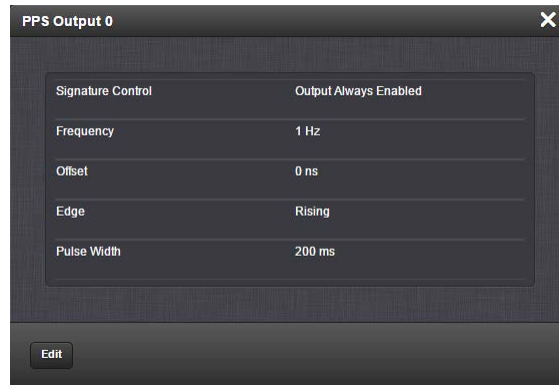 PPS Output 0
Signature Control Output Always Enabled
Frequency 1 Hz
Offset 0 ns
Edge Rising
Pulse Width 200 ms
Edit